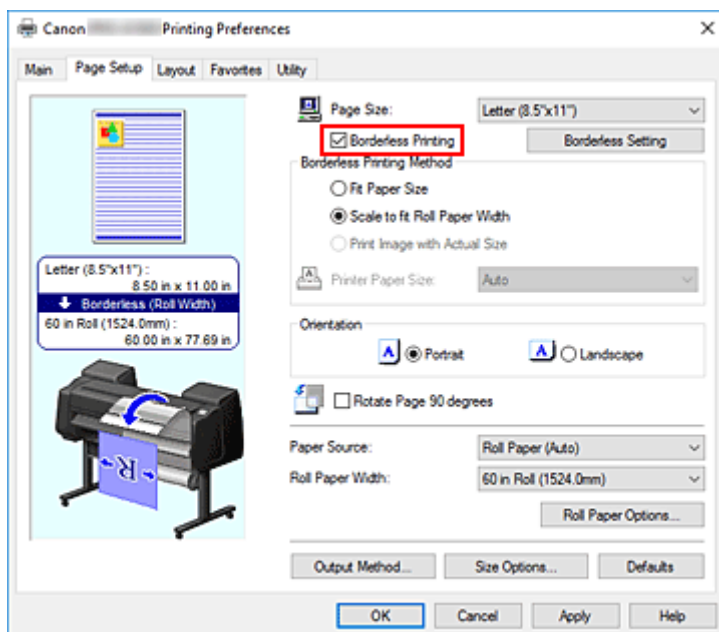 Canon Printing Preferences
Main Page Setup Layout Favorites Utility
Page Size: Letter (8.5"x11")
Borderless Printing Borderless Setting
Borderless Printing Method
Fit Paper Size
Scale to fit Roll Paper Width
Print Image with Actual Size
Printer Paper Size: Auto
Letter (8.5"x11") :
8.50 in x 11.00 in
Borderless (Roll Width)
60 in Roll (1524.0mm) :
60.00 in x 77.69 in
Orientation
A Portrait A Landscape
Rotate Page 90 degrees
R
Paper Source: Roll Paper (Auto)
Roll Paper Width: 60 in Roll (1524.0mm)
Roll Paper Options...
Output Method... Size Options... Defaults
OK Cancel Apply Help